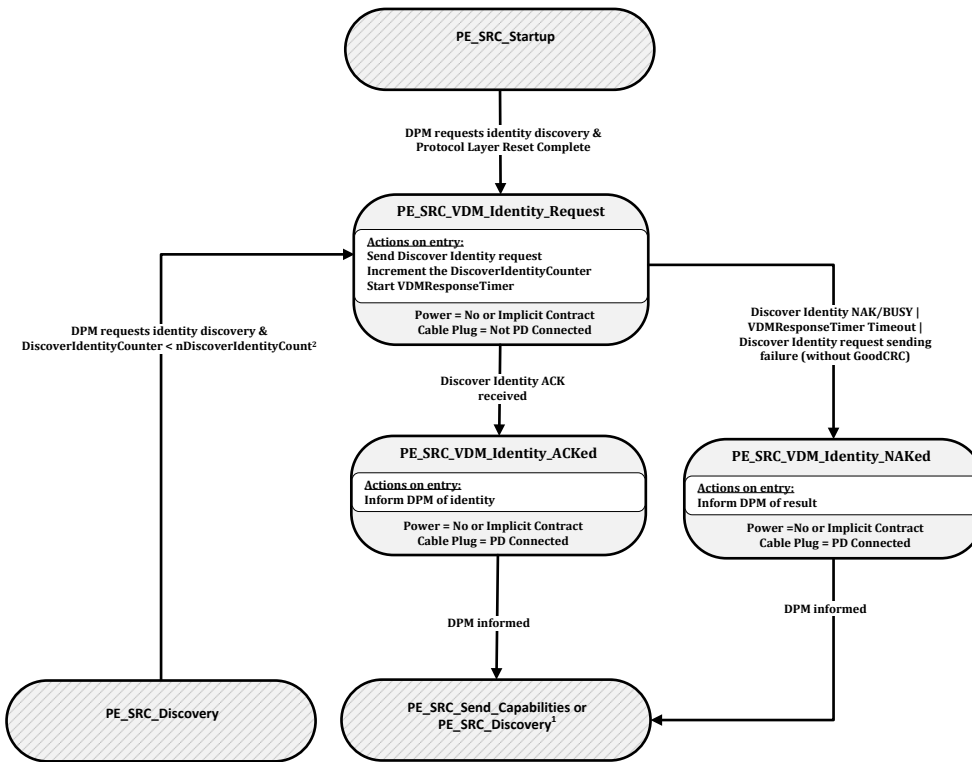 PE_SRC_Startup
DPM requests identity discovery &
Protocol Layer Reset Complete
PE_SRC_VDM_Identity_Request
Actions on entry:
Send Discover Identity request
Increment the DiscoverIdentityCounter
Start VDMResponseTimer
Power = No or Implicit Contract
Cable Plug = Not PD Connected
DPM requests identity discovery &
DiscoverIdentityCounter < nDiscoverIdentityCount²
Discover Identity NAK/BUSY |
VDMResponseTimer Timeout |
Discover Identity request sending
failure (without GoodCRC)
Discover Identity ACK
received
PE_SRC_VDM_Identity_ACKed
Actions on entry:
Inform DPM of identity
Power = No or Implicit Contract
Cable Plug = PD Connected
PE_SRC_VDM_Identity_NAKed
Actions on entry:
Inform DPM of result
Power =No or Implicit Contract
Cable Plug = PD Connected
DPM informed
DPM informed
PE_SRC_Discovery
PE_SRC_Send_Capabilities or
PE_SRC_Discovery¹